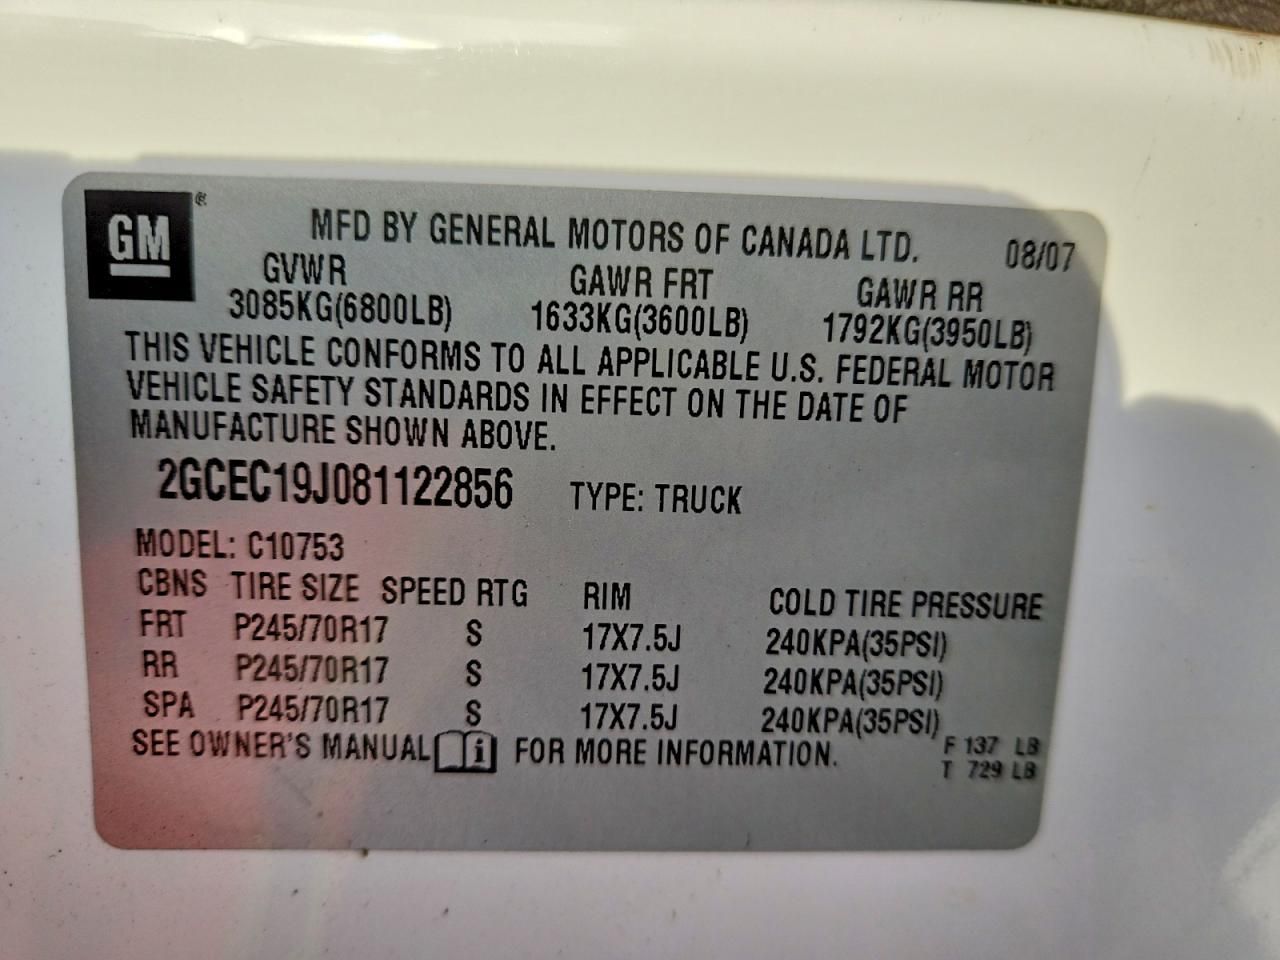 GM®
MFD BY GENERAL MOTORS OF CANADA LTD. 08/07
GVWR GAWR FRT GAWR RR
3085KG(6800LB) 1633KG(3600LB) 1792KG(3950LB)
THIS VEHICLE CONFORMS TO ALL APPLICABLE U.S. FEDERAL MOTOR
VEHICLE SAFETY STANDARDS IN EFFECT ON THE DATE OF
MANUFACTURE SHOWN ABOVE.
2GCEC19J081122856 TYPE: TRUCK
MODEL: C10753
CBNS TIRE SIZE SPEED RTG RIM COLD TIRE PRESSURE
FRT P245/70R17 S 17X7.5J 240KPA(35PSI)
RR P245/70R17 S 17X7.5J 240KPA(35PSI)
SPA P245/70R17 S 17X7.5J 240KPA(35PSI)
SEE OWNER'S MANUAL i FOR MORE INFORMATION.
F 137 LB
T 729 LB